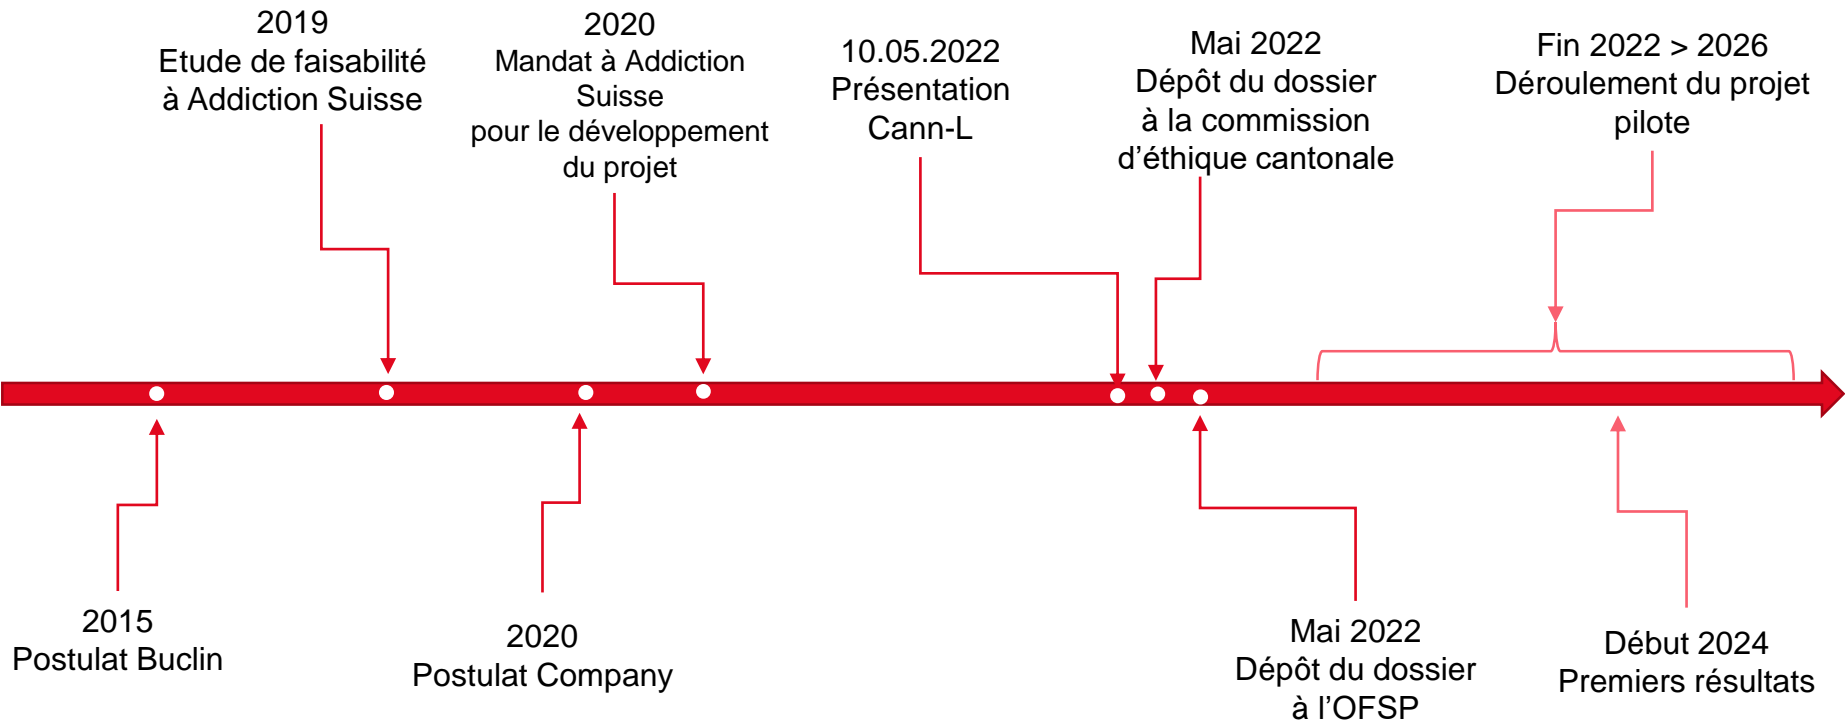 2019
Etude de faisabilité
à Addiction Suisse
2020
Mandat à Addiction
Suisse
pour le développement
du projet
10.05.2022
Présentation
Cann-L
Mai 2022
Dépôt du dossier
à la commission
d’éthique cantonale
Fin 2022 > 2026
Déroulement du projet
pilote
2015
Postulat Buclin
2020
Postulat Company
Mai 2022
Dépôt du dossier
à l’OFSP
Début 2024
Premiers résultats